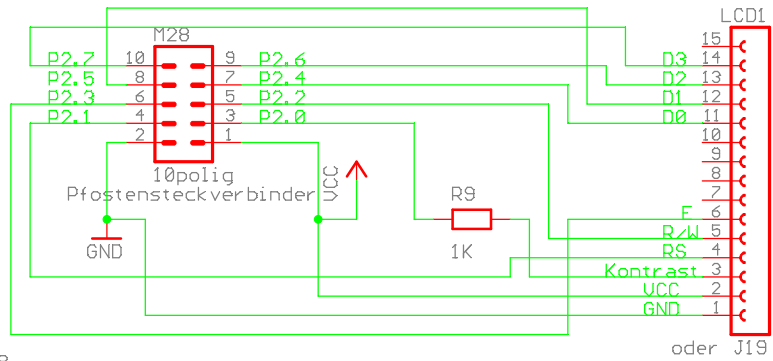 LCD1
M28
15
P2.7 10 9 P2.6 D3 14
P2.5 8 7 P2.4 D2 13
P2.3 6 5 P2.2 D1 12
P2.1 4 3 P2.0 D0 11
2 1 10
9
10polig
Pfostensteckverbinder
VCC
8
R9
7
E 6
GND
1K
R/W 5
RS 4
Kontrast 3
VCC 2
GND 1
oder J19